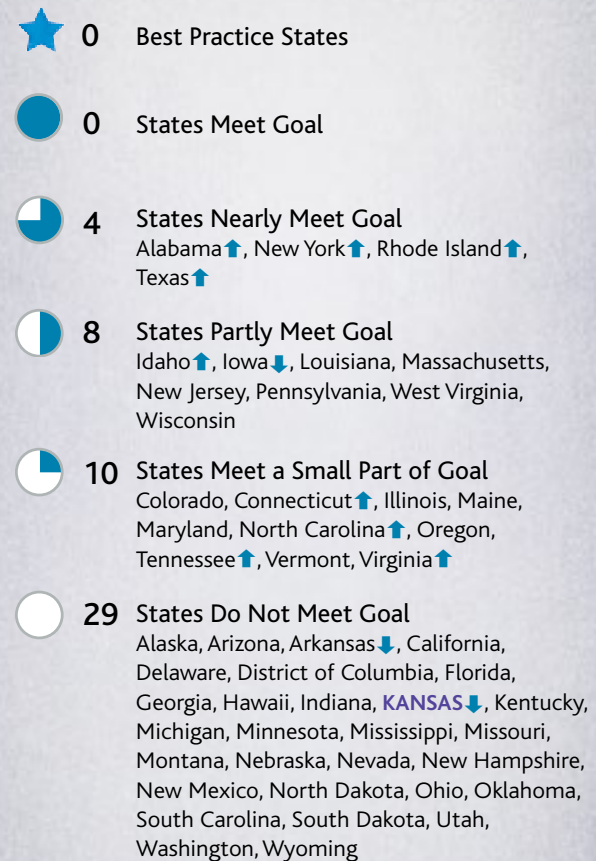 0 Best Practice States
0 States Meet Goal
4 States Nearly Meet Goal
Alabama⬆, New York⬆, Rhode Island⬆,
Texas⬆
8 States Partly Meet Goal
Idaho⬆, Iowa⬇, Louisiana, Massachusetts,
New Jersey, Pennsylvania, West Virginia,
Wisconsin
10 States Meet a Small Part of Goal
Colorado, Connecticut⬆, Illinois, Maine,
Maryland, North Carolina⬆, Oregon,
Tennessee⬆, Vermont, Virginia⬆
29 States Do Not Meet Goal
Alaska, Arizona, Arkansas⬇, California,
Delaware, District of Columbia, Florida,
Georgia, Hawaii, Indiana, KANSAS⬇, Kentucky,
Michigan, Minnesota, Mississippi, Missouri,
Montana, Nebraska, Nevada, New Hampshire,
New Mexico, North Dakota, Ohio, Oklahoma,
South Carolina, South Dakota, Utah,
Washington, Wyoming